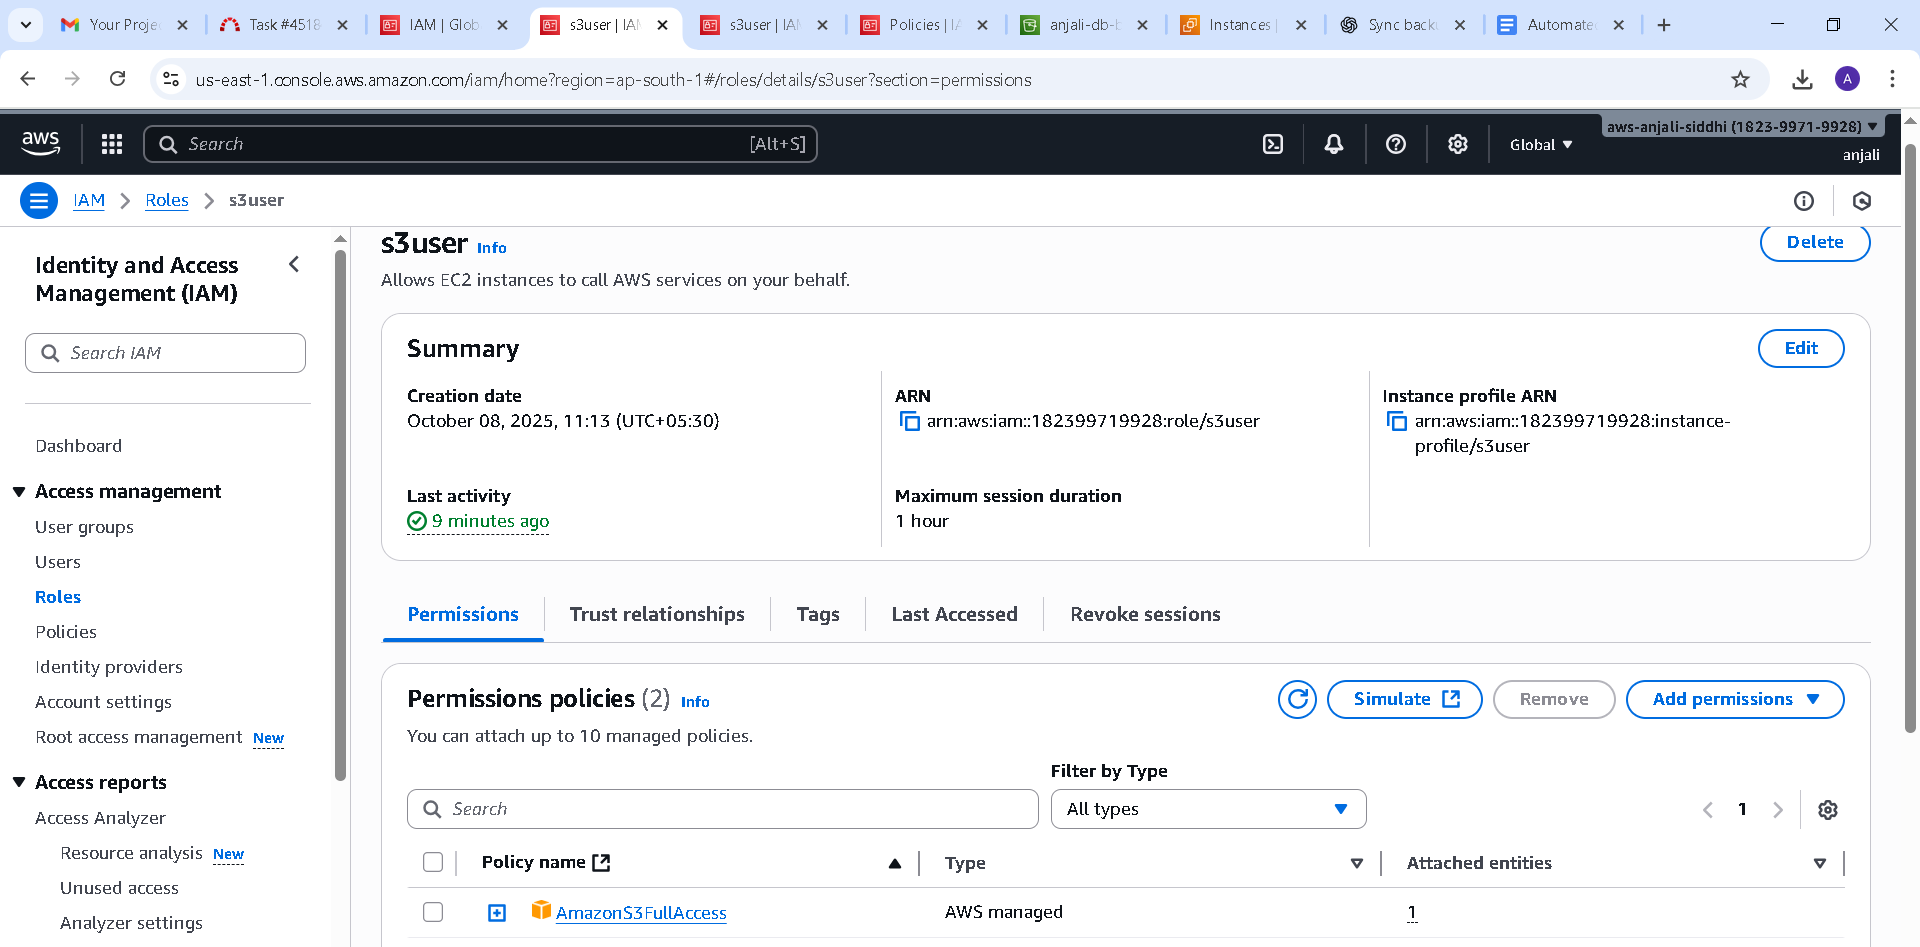 Your Proje
Task #4518
IAM | Glob
s3user | IAM
s3user | IAM
Policies | IA
anjali-db-b
Instances |
Sync back
Automate
us-east-1.console.aws.amazon.com/iam/home?region=ap-south-1#/roles/details/s3user?section=permissions
A
aws
Search
[Alt+S]
Global
aws-anjali-siddhi (1823-9971-9928)
anjali
IAM
Roles
s3user
Identity and Access
Management (IAM)
Search IAM
Dashboard
Access management
User groups
Users
Roles
Policies
Identity providers
Account settings
Root access management New
Access reports
Access Analyzer
Resource analysis New
Unused access
Analyzer settings
s3user Info
Delete
Allows EC2 instances to call AWS services on your behalf.
Summary
Edit
Creation date
October 08, 2025, 11:13 (UTC+05:30)
ARN
arn:aws:iam::182399719928:role/s3user
Instance profile ARN
arn:aws:iam::182399719928:instance-
profile/s3user
Last activity
9 minutes ago
Maximum session duration
1 hour
Permissions
Trust relationships
Tags
Last Accessed
Revoke sessions
Permissions policies (2) Info
Simulate
Remove
Add permissions
You can attach up to 10 managed policies.
Filter by Type
Search
All types
1
Policy name
Type
Attached entities
AmazonS3FullAccess
AWS managed
1